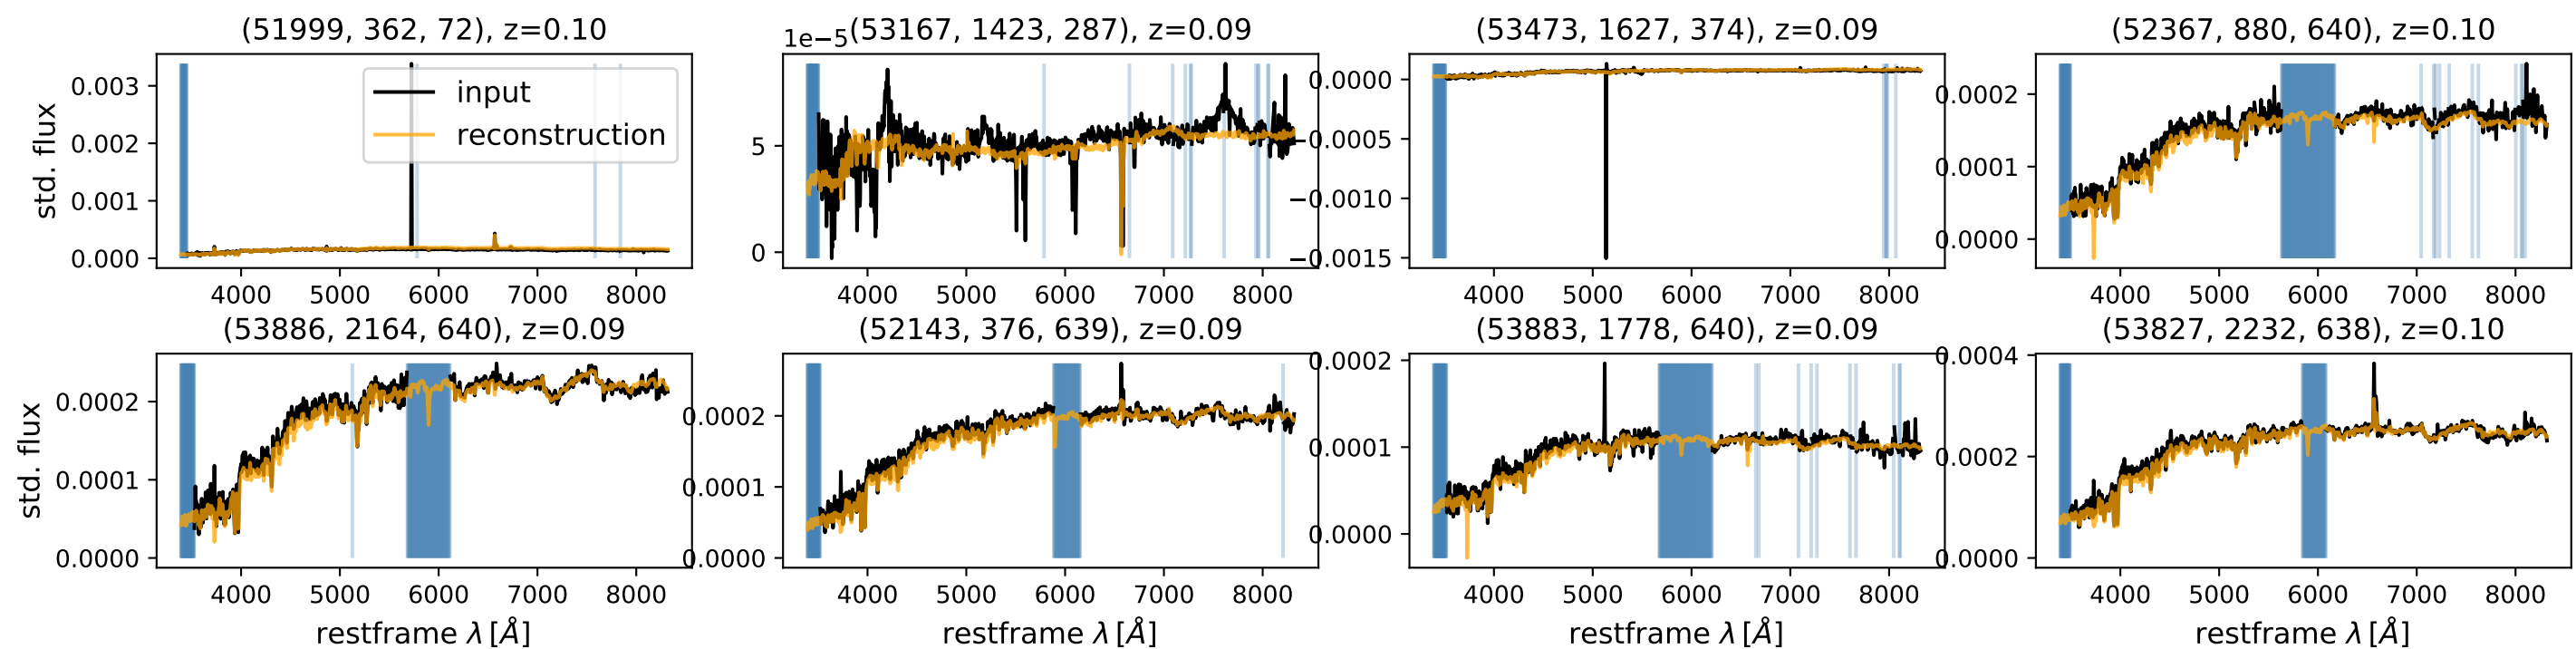 (51999, 362, 72), z=0.10
1e−5
(53167, 1423, 287), z=0.09
(53473, 1627, 374), z=0.09
(52367, 880, 640), z=0.10
std. flux
0.003
0.002
0.001
0.000
input
reconstruction
4000 5000 6000 7000 8000
5
0
4000 5000 6000 7000 8000
0.0000
−0.0005
−0.0010
−0.0015
4000 5000 6000 7000 8000
0.0002
0.0001
0.0000
4000 5000 6000 7000 8000
(53886, 2164, 640), z=0.09
(52143, 376, 639), z=0.09
(53883, 1778, 640), z=0.09
(53827, 2232, 638), z=0.10
std. flux
0.0002
0.0001
0.0000
4000 5000 6000 7000 8000
restframe λ [Å]
0.0002
0.0001
0.0000
4000 5000 6000 7000 8000
restframe λ [Å]
0.0002
0.0001
0.0000
4000 5000 6000 7000 8000
restframe λ [Å]
0.0004
0.0002
0.0000
4000 5000 6000 7000 8000
restframe λ [Å]